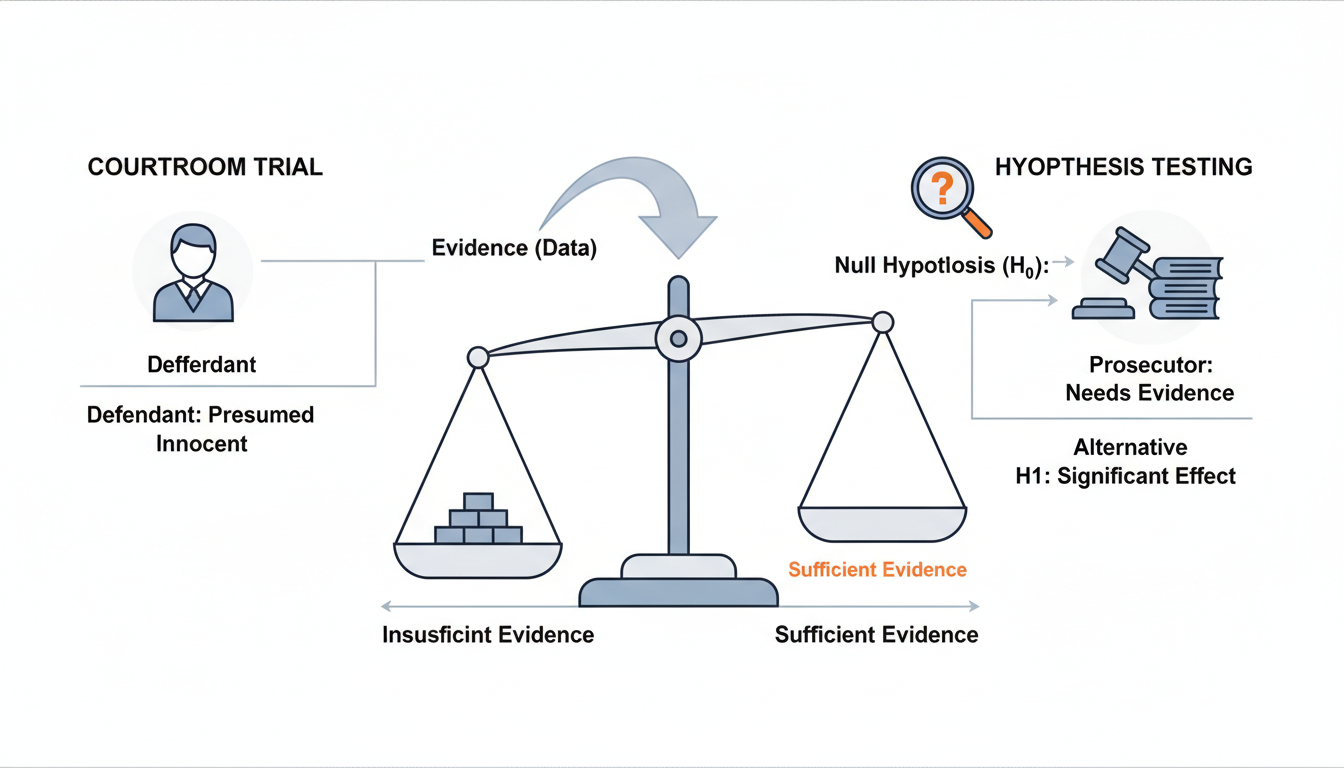 COURTROOM TRIAL
Defferdant
Defendant: Presumed
Innocent
Evidence (Data)
?
HYOPTHESIS TESTING
Null Hypotlosis (H₀):
Prosecutor:
Needs Evidence
Alternative
H1: Significant Effect
Sufficient Evidence
Insusficint Evidence
Sufficient Evidence